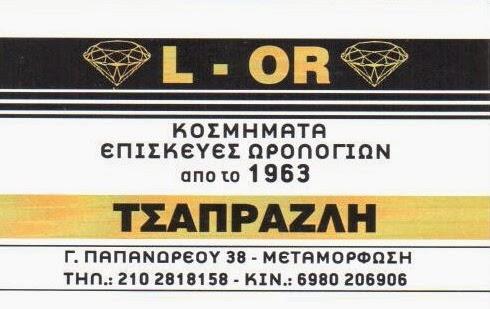 L - OR
ΚΟΣΜΗΜΑΤΑ
ΕΠΙΣΚΕΥΕΣ ΩΡΟΛΟΓΙΩΝ
απο το 1963
ΤΣΑΠΡΑΖΛΗ
Γ. ΠΑΠΑΝΔΡΕΟΥ 38 - ΜΕΤΑΜΟΡΦΩΣΗ
ΤΗΛ.: 210 2818158 - ΚΙΝ.: 6980 206906